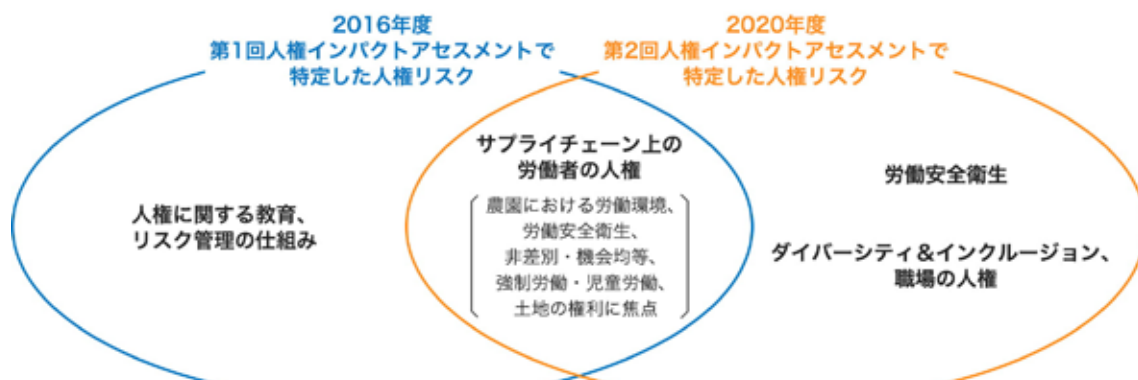 2016年度
第1回人権インパクトアセスメントで
特定した人権リスク
2020年度
第2回人権インパクトアセスメントで
特定した人権リスク
人権に関する教育、
リスク管理の仕組み
サプライチェーン上の
労働者の人権
農園における労働環境、
労働安全衛生、
非差別・機会均等、
強制労働・児童労働、
土地の権利に焦点
労働安全衛生
ダイバーシティ＆インクルージョン、
職場の人権